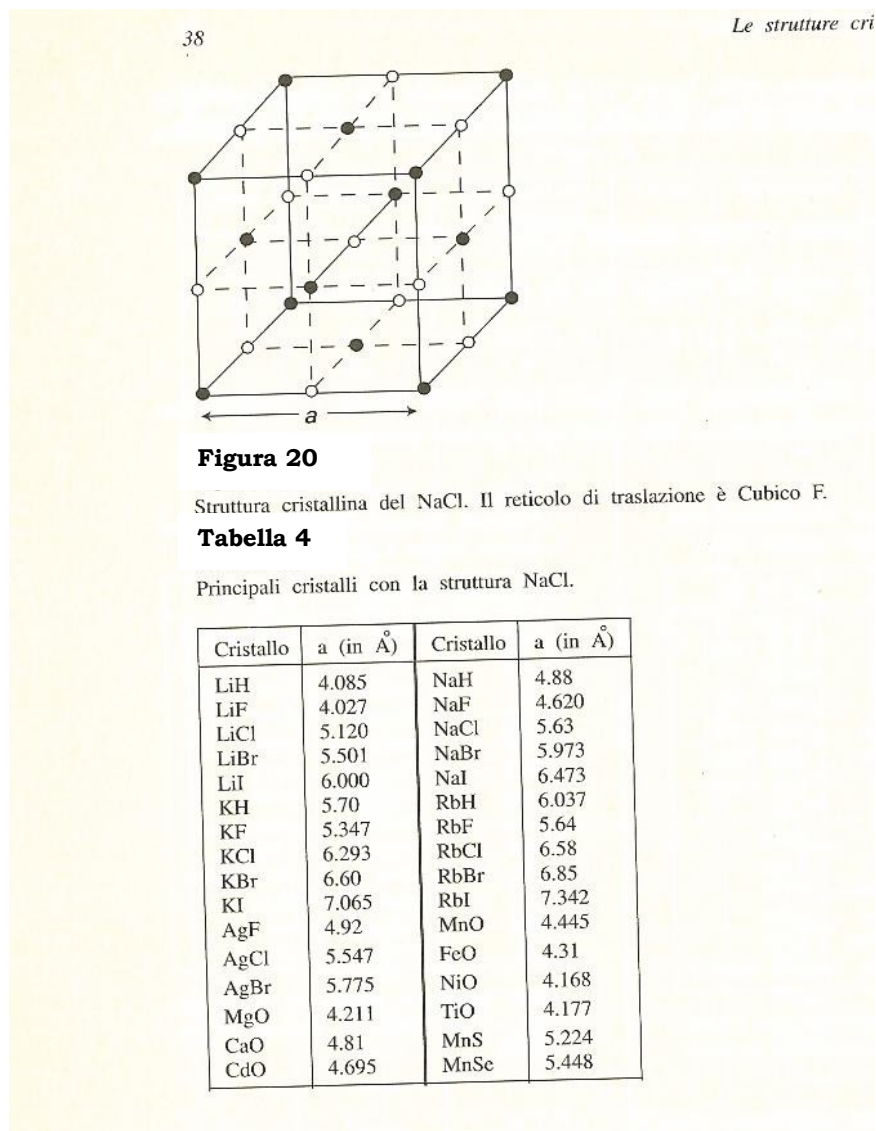 38
Le strutture cri
a
Figura 20
Struttura cristallina del NaCl. Il reticolo di traslazione è Cubico F.
Tabella 4
Principali cristalli con la struttura NaCl.
Cristallo a (in Å) Cristallo a (in Å)
LiH 4.085 NaH 4.88
LiF 4.027 NaF 4.620
LiCl 5.120 NaCl 5.63
LiBr 5.501 NaBr 5.973
LiI 6.000 NaI 6.473
KH 5.70 RbH 6.037
KF 5.347 RbF 5.64
KCl 6.293 RbCl 6.58
KBr 6.60 RbBr 6.85
KI 7.065 RbI 7.342
AgF 4.92 MnO 4.445
AgCl 5.547 FeO 4.31
AgBr 5.775 NiO 4.168
MgO 4.211 TiO 4.177
CaO 4.81 MnS 5.224
CdO 4.695 MnSe 5.448